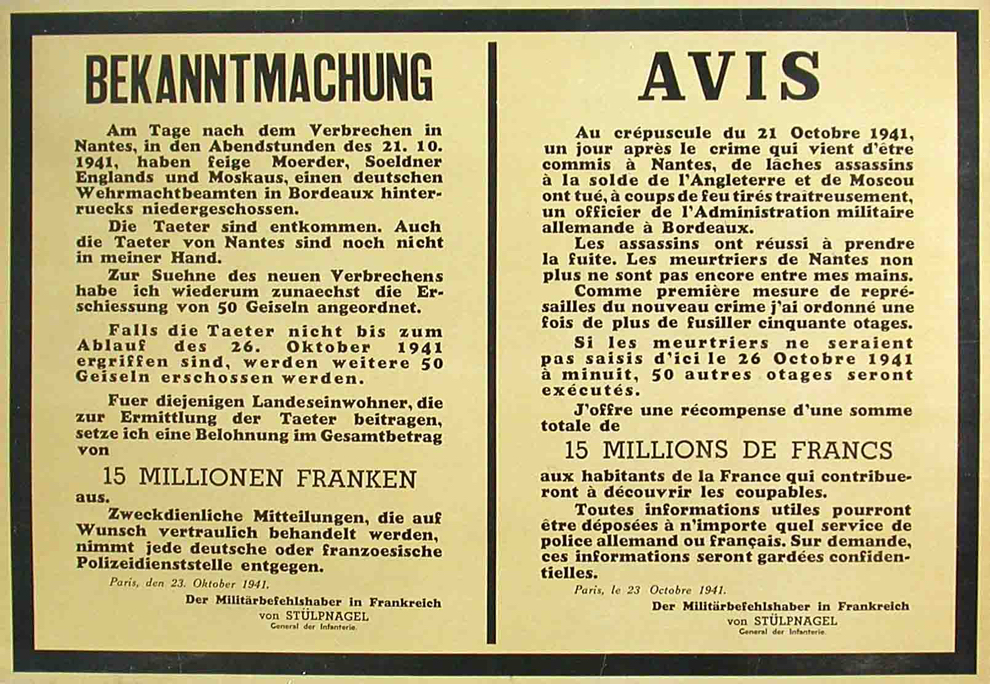 BEKANNTMACHUNG
Am Tage nach dem Verbrechen in
Nantes, in den Abendstunden des 21. 10.
1941, haben feige Moerder, Soeldner
Englands und Moskaus, einen deutschen
Wehrmachtbeamten in Bordeaux hinter-
ruecks niedergeschossen.
Die Taeter sind entkommen. Auch
die Taeter von Nantes sind noch nicht
in meiner Hand.
Zur Suehne des neuen Verbrechens
habe ich wiederum zunaechst die Er-
schiessung von 50 Geiseln angeordnet.
Falls die Taeter nicht bis zum
Ablauf des 26. Oktober 1941
ergriffen sind, werden weitere 50
Geiseln erschossen werden.
Fuer diejenigen Landeseinwohner, die
zur Ermittlung der Taeter beitragen,
setze ich eine Belohnung im Gesamtbetrag
von
15 MILLIONEN FRANKEN
aus.
Zweckdienliche Mitteilungen, die auf
Wunsch vertraulich behandelt werden,
nimmt jede deutsche oder franzoesische
Polizeidienststelle entgegen.
Paris, den 23. Oktober 1941.
Der Militärbefehlshaber in Frankreich
von STÜLPNAGEL
General der Infanterie.
AVIS
Au crépuscule du 21 Octobre 1941,
un jour après le crime qui vient d'être
commis à Nantes, de lâches assassins
à la solde de l'Angleterre et de Moscou
ont tué, à coups de feu tirés traitreusement,
un officier de l'Administration militaire
allemande à Bordeaux.
Les assassins ont réussi à prendre
la fuite. Les meurtriers de Nantes non
plus ne sont pas encore entre mes mains.
Comme première mesure de repré-
sailles du nouveau crime j'ai ordonné une
fois de plus de fusiller cinquante otages.
Si les meurtriers ne seraient
pas saisis d'ici le 26 Octobre 1941
à minuit, 50 autres otages seront
exécutés.
J'offre une récompense d'une somme
totale de
15 MILLIONS DE FRANCS
aux habitants de la France qui contribue-
ront à découvrir les coupables.
Toutes informations utiles pourront
être déposées à n'importe quel service de
police allemand ou français. Sur demande,
ces informations seront gardées confiden-
tielles.
Paris, le 23 Octobre 1941.
Der Militärbefehlshaber in Frankreich
von STÜLPNAGEL
General der Infanterie.